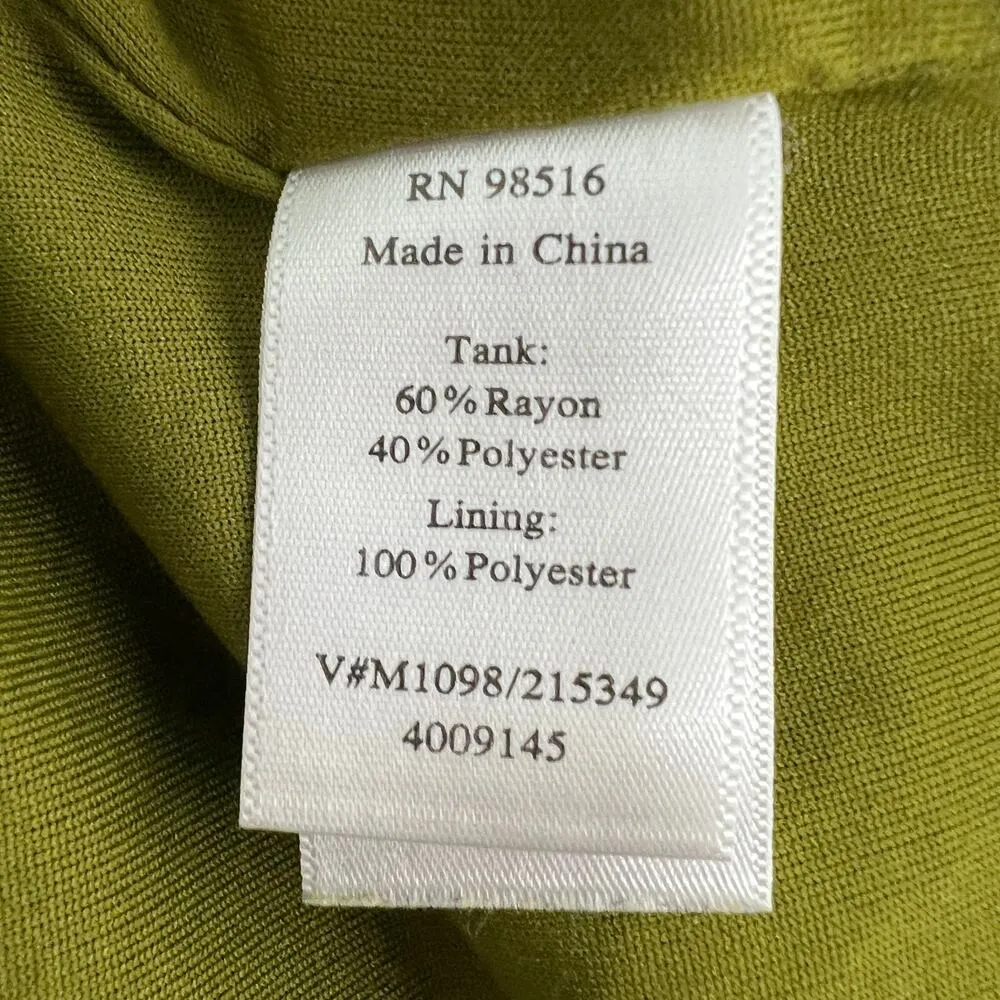 RN 98516
Made in China
Tank:
60% Rayon
40% Polyester
Lining:
100% Polyester
V#M1098/215349
4009145